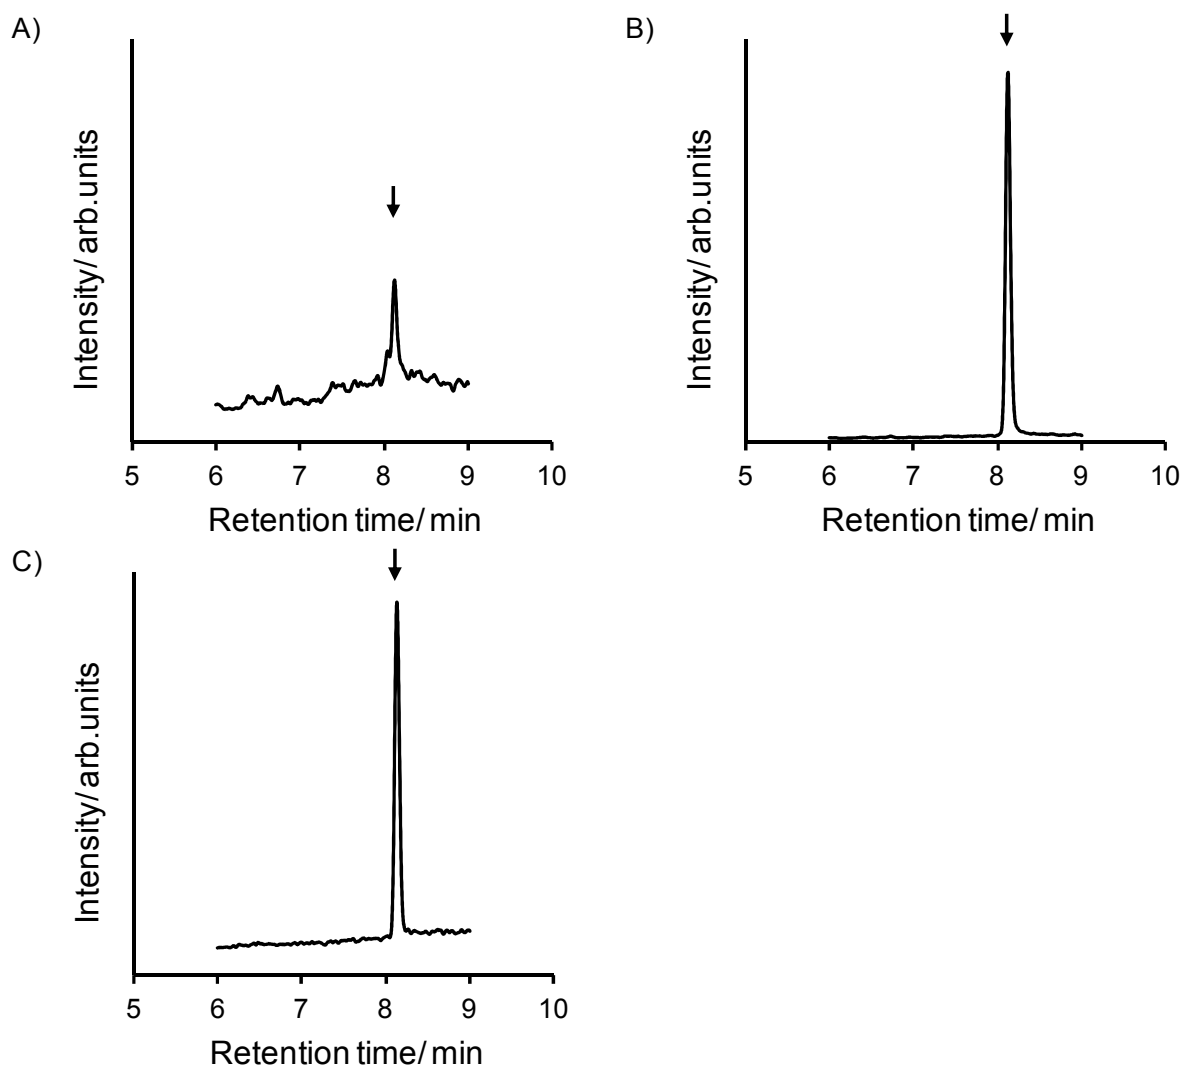 A)
Intensity/ arb.units
5 6 7 8 9 10
Retention time/ min
B)
Intensity/ arb.units
5 6 7 8 9 10
Retention time/ min
C)
Intensity/ arb.units
5 6 7 8 9 10
Retention time/ min